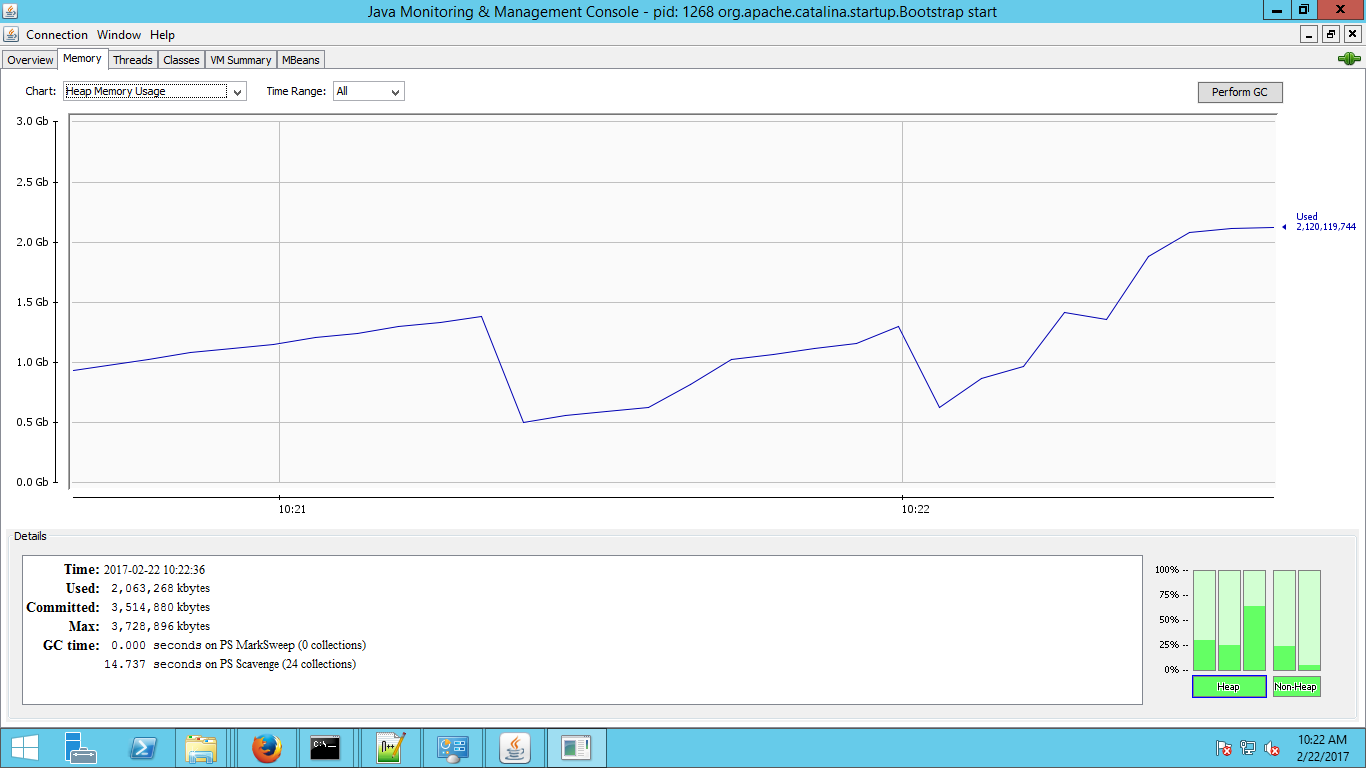 Java Monitoring & Management Console - pid: 1268 org.apache.catalina.startup.Bootstrap start
Connection Window Help
Overview Memory Threads Classes VM Summary MBeans
Chart: Heap Memory Usage Time Range: All Perform GC
3.0 Gb
2.5 Gb
2.0 Gb
1.5 Gb
1.0 Gb
0.5 Gb
0.0 Gb
Used
2,120,119,744
10:21 10:22
Details
Time: 2017-02-22 10:22:36
Used: 2,063,268 kbytes
Committed: 3,514,880 kbytes
Max: 3,728,896 kbytes
GC time: 0.000 seconds on PS MarkSweep (0 collections)
14.737 seconds on PS Scavenge (24 collections)
100% --
75% --
50% --
25% --
0% --
Heap Non-Heap
C:\_
N++
10:22 AM
2/22/2017